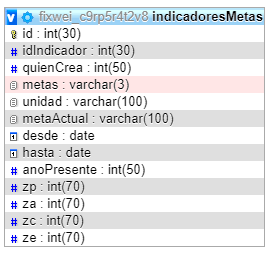 fixwei_c9rp5r4t2v8 indicadoresMetas
id : int(30)
idIndicador : int(30)
quienCrea : int(50)
metas : varchar(3)
unidad : varchar(100)
metaActual : varchar(100)
desde : date
hasta : date
anoPresente : int(50)
zp : int(70)
za : int(70)
zc : int(70)
ze : int(70)